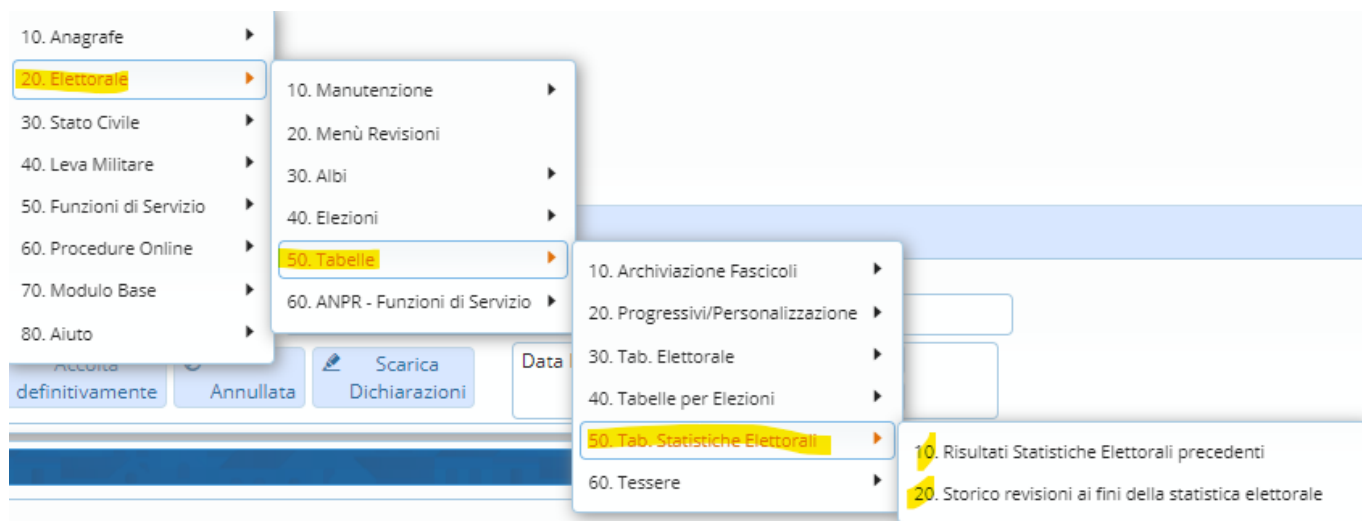 10. Anagrafe
20. Elettorale
30. Stato Civile
40. Leva Militare
50. Funzioni di Servizio
60. Procedure Online
70. Modulo Base
80. Aiuto
10. Manutenzione
20. Menù Revisioni
30. Albi
40. Elezioni
50. Tabelle
60. ANPR - Funzioni di Servizio
10. Archiviazione Fascicoli
20. Progressivi/Personalizzazione
30. Tab. Elettorale
40. Tabelle per Elezioni
50. Tab. Statistiche Elettorali
60. Tessere
10. Risultati Statistiche Elettorali precedenti
20. Storico revisioni ai fini della statistica elettorale
definitivamente
Annullata
Scarica
Dichiarazioni
Data